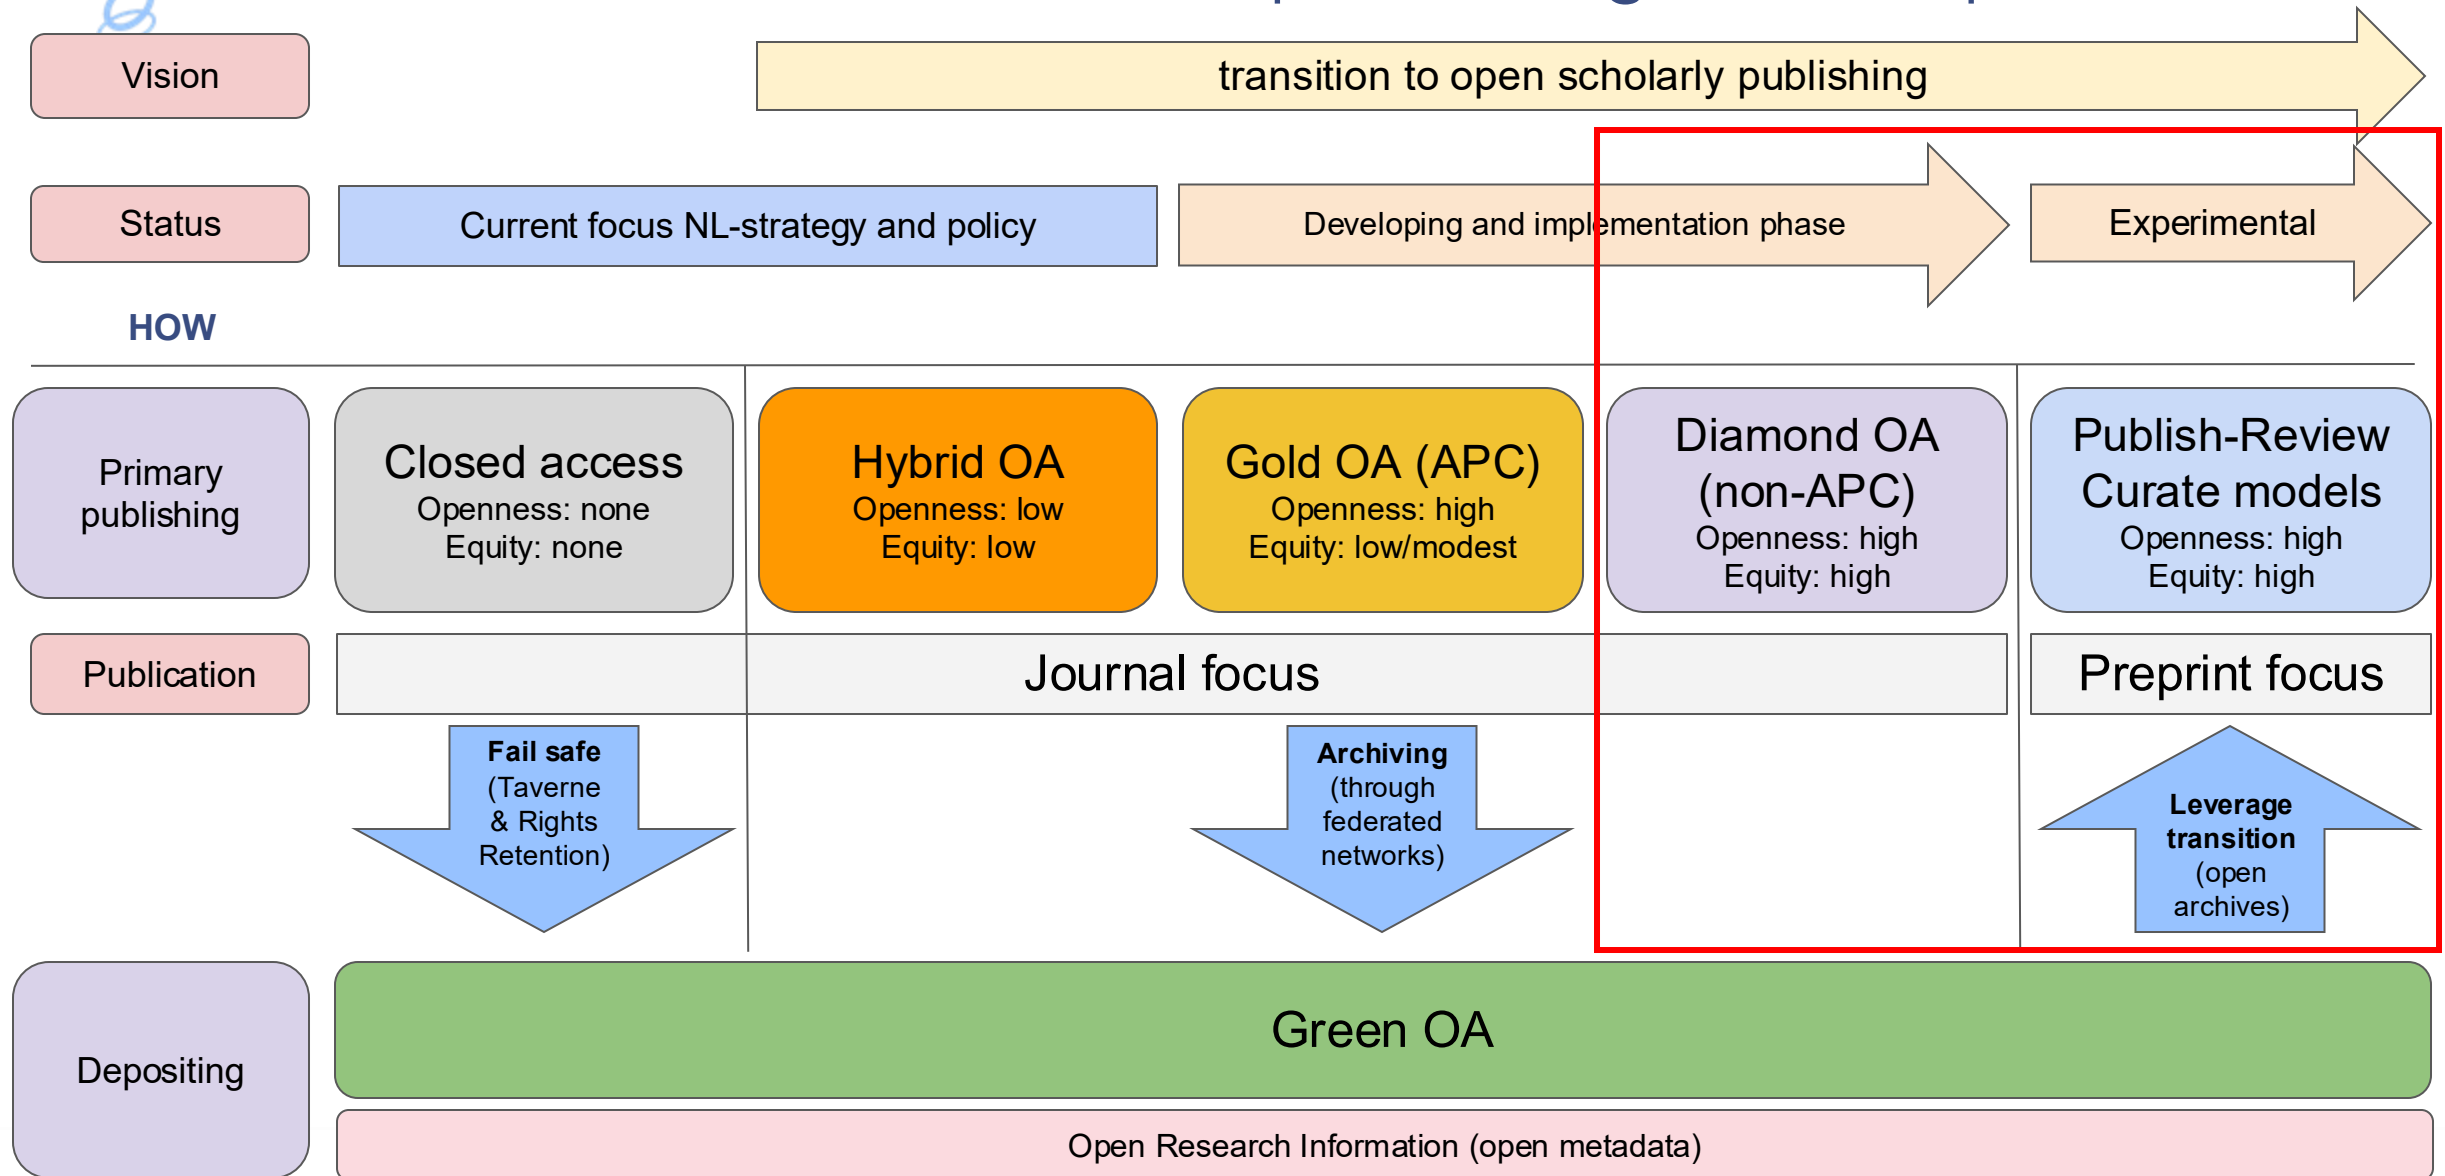 Vision
transition to open scholarly publishing
Status
Current focus NL-strategy and policy
Developing and implementation phase
Experimental
HOW
Primary
publishing
Closed access
Openness: none
Equity: none
Hybrid OA
Openness: low
Equity: low
Gold OA (APC)
Openness: high
Equity: low/modest
Diamond OA
(non-APC)
Openness: high
Equity: high
Publish-Review
Curate models
Openness: high
Equity: high
Publication
Journal focus
Preprint focus
Fail safe
(Taverne
& Rights
Retention)
Archiving
(through
federated
networks)
Leverage
transition
(open
archives)
Depositing
Green OA
Open Research Information (open metadata)